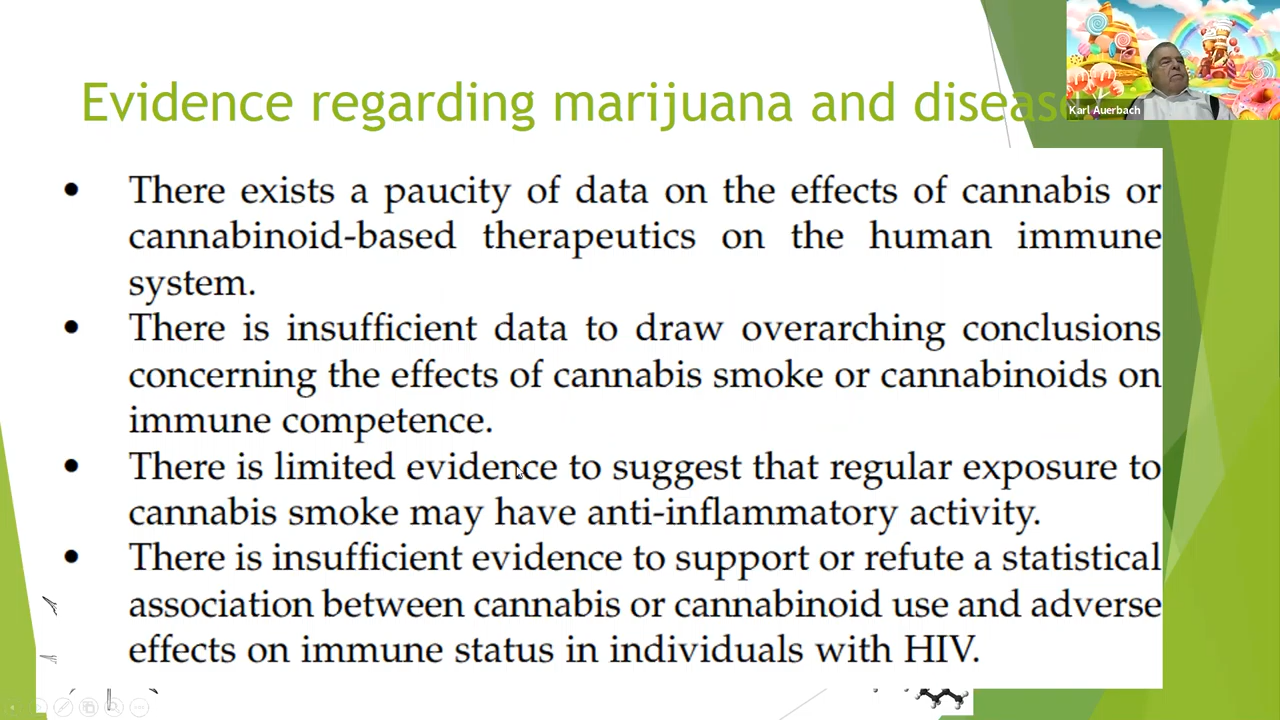 Evidence regarding marijuana and disease
Karl Auerbach
• There exists a paucity of data on the effects of cannabis or
cannabinoid-based therapeutics on the human immune
system.
• There is insufficient data to draw overarching conclusions
concerning the effects of cannabis smoke or cannabinoids on
immune competence.
• There is limited evidence to suggest that regular exposure to
cannabis smoke may have anti-inflammatory activity.
• There is insufficient evidence to support or refute a statistical
association between cannabis or cannabinoid use and adverse
effects on immune status in individuals with HIV.